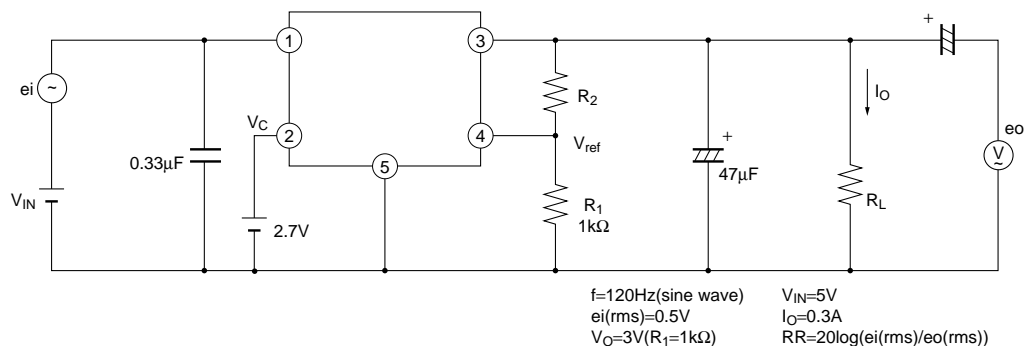 1
3
ei
~
R2
IO
VC
2
4
Vref
eo
V
~
0.33μF
5
47μF
VIN
R1
1kΩ
RL
2.7V
+
+
f=120Hz(sine wave)
ei(rms)=0.5V
VO=3V(R1=1kΩ)
VIN=5V
IO=0.3A
RR=20log(ei(rms)/eo(rms))